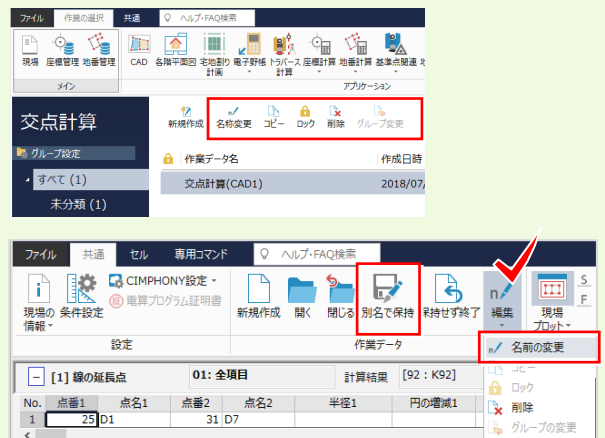 ファイル 作業の選択 共通 ヘルプ・FAQ検索
現場 座標管理 地番管理 CAD 各階平面図 宅地割り計画 電子野帳 トラバース計算 座標計算 地番計算 基準点関連
メイン アプリケーション
交点計算
新規作成 名称変更 コピー ロック 削除 グループ変更
グループ設定
作業データ名 作成日時
すべて (1)
交点計算(CAD1) 2018/07/
未分類 (1)
ファイル 共通 セル 専用コマンド ヘルプ・FAQ検索
CIMPHONY設定
電算プログラム証明書
S
F
現場の情報 条件設定 新規作成 開く 閉じる 別名で保持 保持せず終了 編集 現場プロット
設定 作業データ
名前の変更
コピー
ロック
削除
グループの変更
[1] 線の延長点 01: 全項目 計算結果 [92 : K92]
No. 点番1 点名1 点番2 点名2 半径1 円の増減1
1 25 D1 31 D7